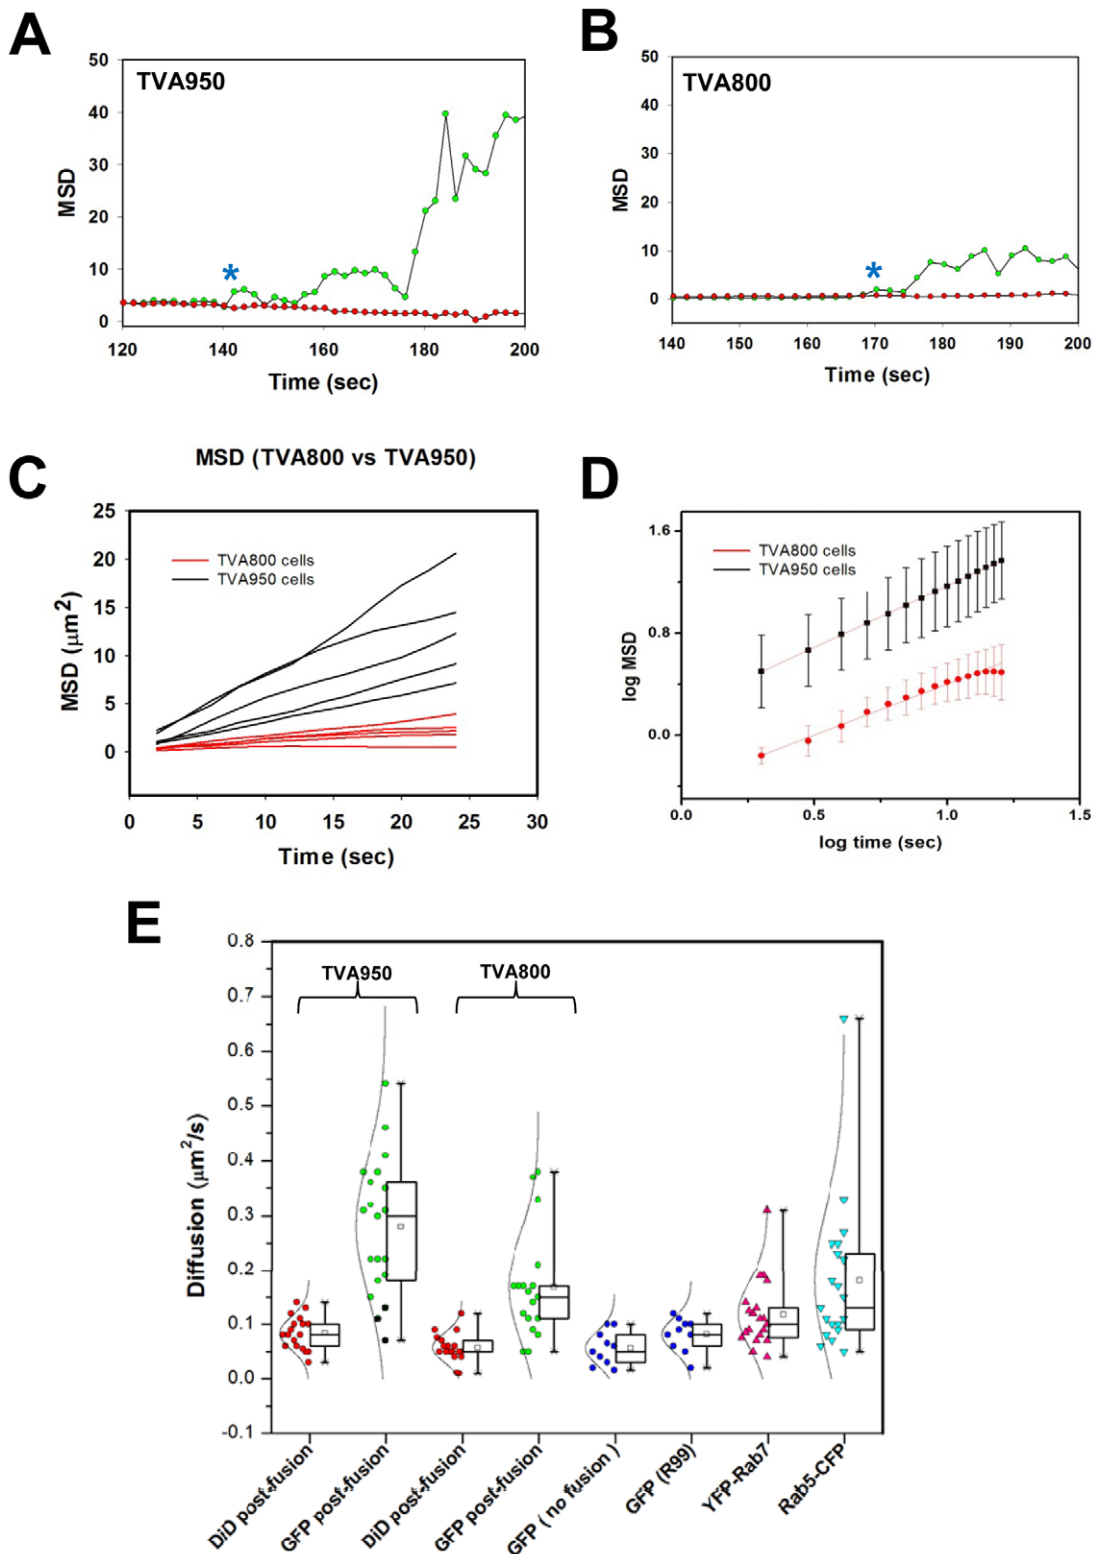 A
B
TVA950
50
40
30
20
10
0
MSD
*
120 140 160 180 200
Time (sec)
TVA800
50
40
30
20
10
0
MSD
*
140 150 160 170 180 190 200
Time (sec)
C
D
MSD (TVA800 vs TVA950)
25
20
15
10
5
0
MSD (μm²)
TVA800 cells
TVA950 cells
0 5 10 15 20 25 30
Time (sec)
1.6
0.8
0.0
log MSD
TVA800 cells
TVA950 cells
0.0 0.5 1.0 1.5
log time (sec)
E
0.8
0.7
0.6
0.5
0.4
0.3
0.2
0.1
0.0
-0.1
Diffusion (μm²/s)
TVA950
TVA800
DiD post-fusion
GFP post-fusion
DiD post-fusion
GFP post-fusion
GFP ( no fusion )
GFP (R99)
YFP-Rab7
Rab5-CFP